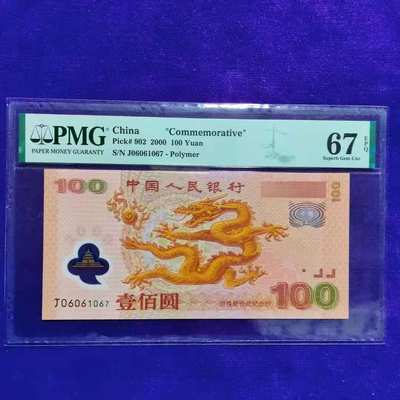 PMG
PAPER MONEY GUARANTY
China "Commemorative"
Pick# 902 2000 100 Yuan
S/N J06061067 - Polymer
67 EPQ
Superb Gem Unc
100
中国人民银行
100
J06061067
壹佰圆
100